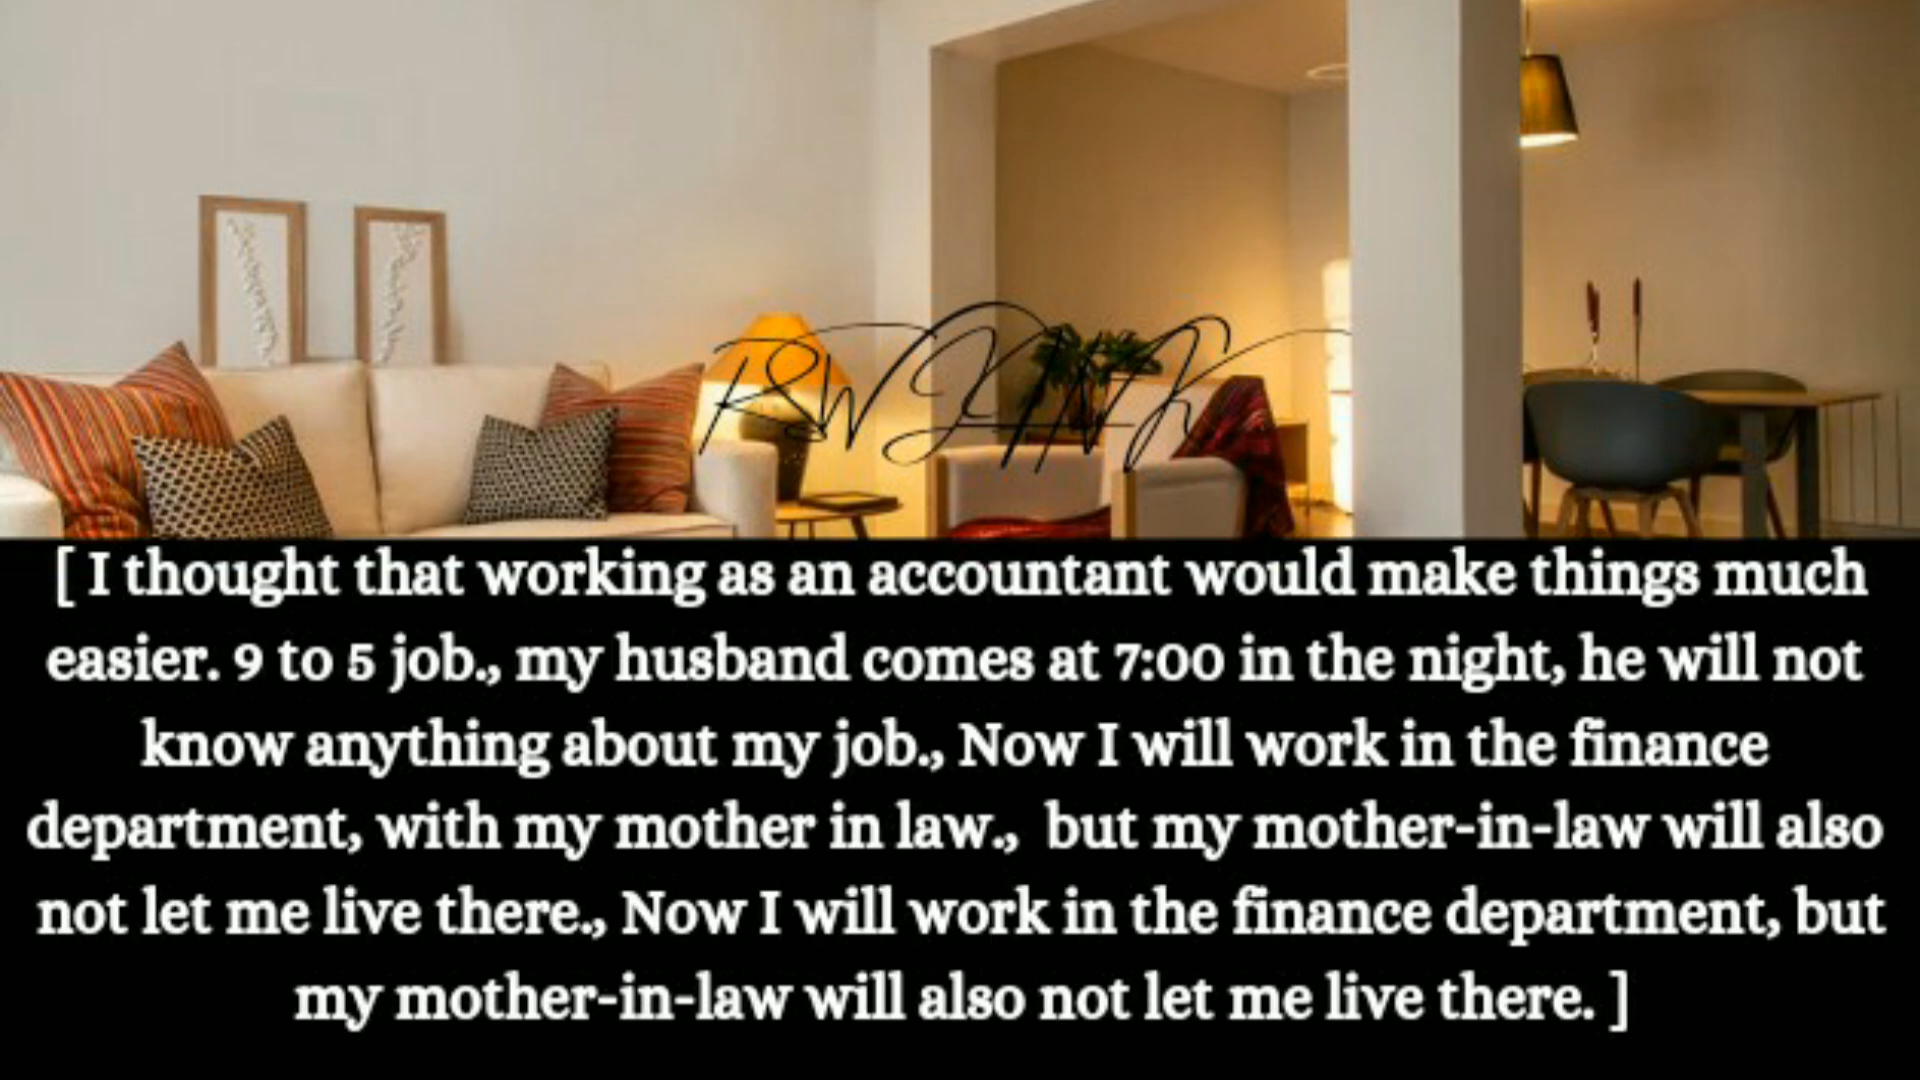 RSWJINK
[ I thought that working as an accountant would make things much
easier. 9 to 5 job., my husband comes at 7:00 in the night, he will not
know anything about my job., Now I will work in the finance
department, with my mother in law.,  but my mother-in-law will also
not let me live there., Now I will work in the finance department, but
my mother-in-law will also not let me live there. ]